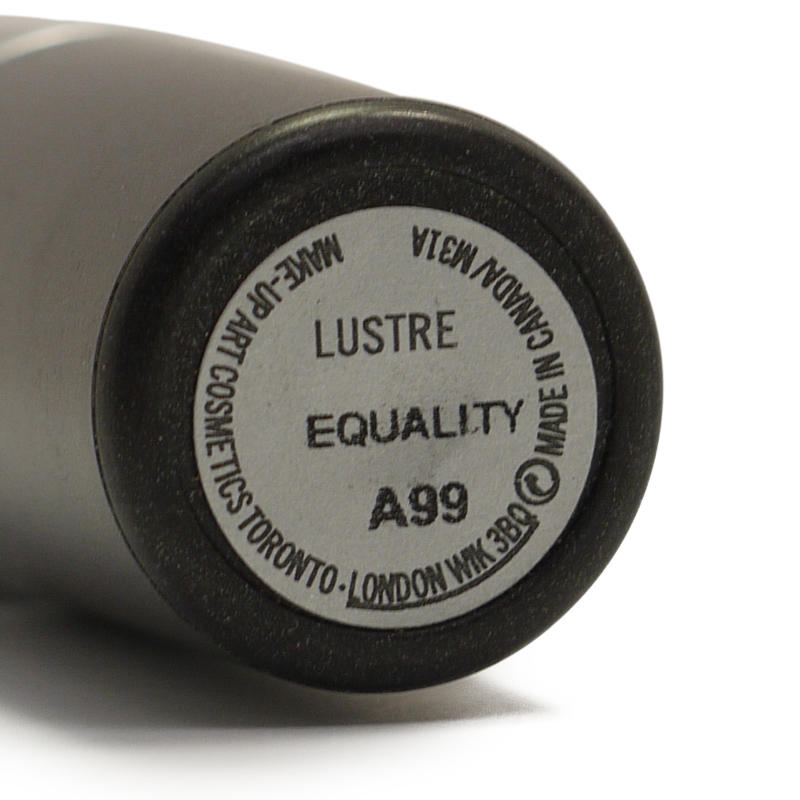 LUSTRE
EQUALITY
A99
MAKE-UP ART COSMETICS TORONTO·LONDON W1K 3BQ
MADE IN CANADA/ M31A